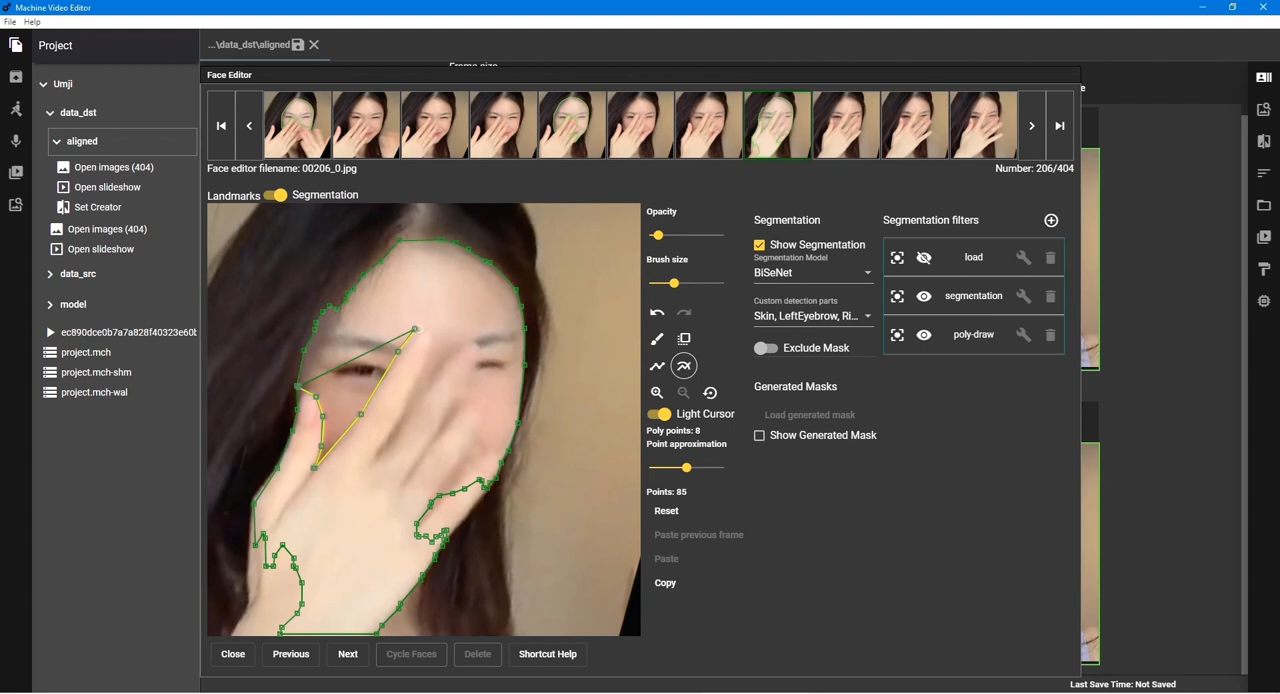 Machine Video Editor
File Help
Project
...\data_dst\aligned
Face Editor
Umji
data_dst
aligned
Open images (404)
Open slideshow
Set Creator
Open images (404)
Open slideshow
data_src
model
ec890dce0b7a7a828f40323e60b
project.mch
project.mch-shm
project.mch-wal
Face editor filename: 00206_0.jpg
Number: 206/404
Landmarks
Segmentation
Opacity
Brush size
Light Cursor
Poly points: 8
Point approximation
Points: 85
Reset
Paste previous frame
Paste
Copy
Segmentation
Show Segmentation
Segmentation Model
BiSeNet
Custom detection parts
Skin, LeftEyebrow, Ri...
Exclude Mask
Generated Masks
Load generated mask
Show Generated Mask
Segmentation filters
load
segmentation
poly-draw
Close
Previous
Next
Cycle Faces
Delete
Shortcut Help
Last Save Time: Not Saved